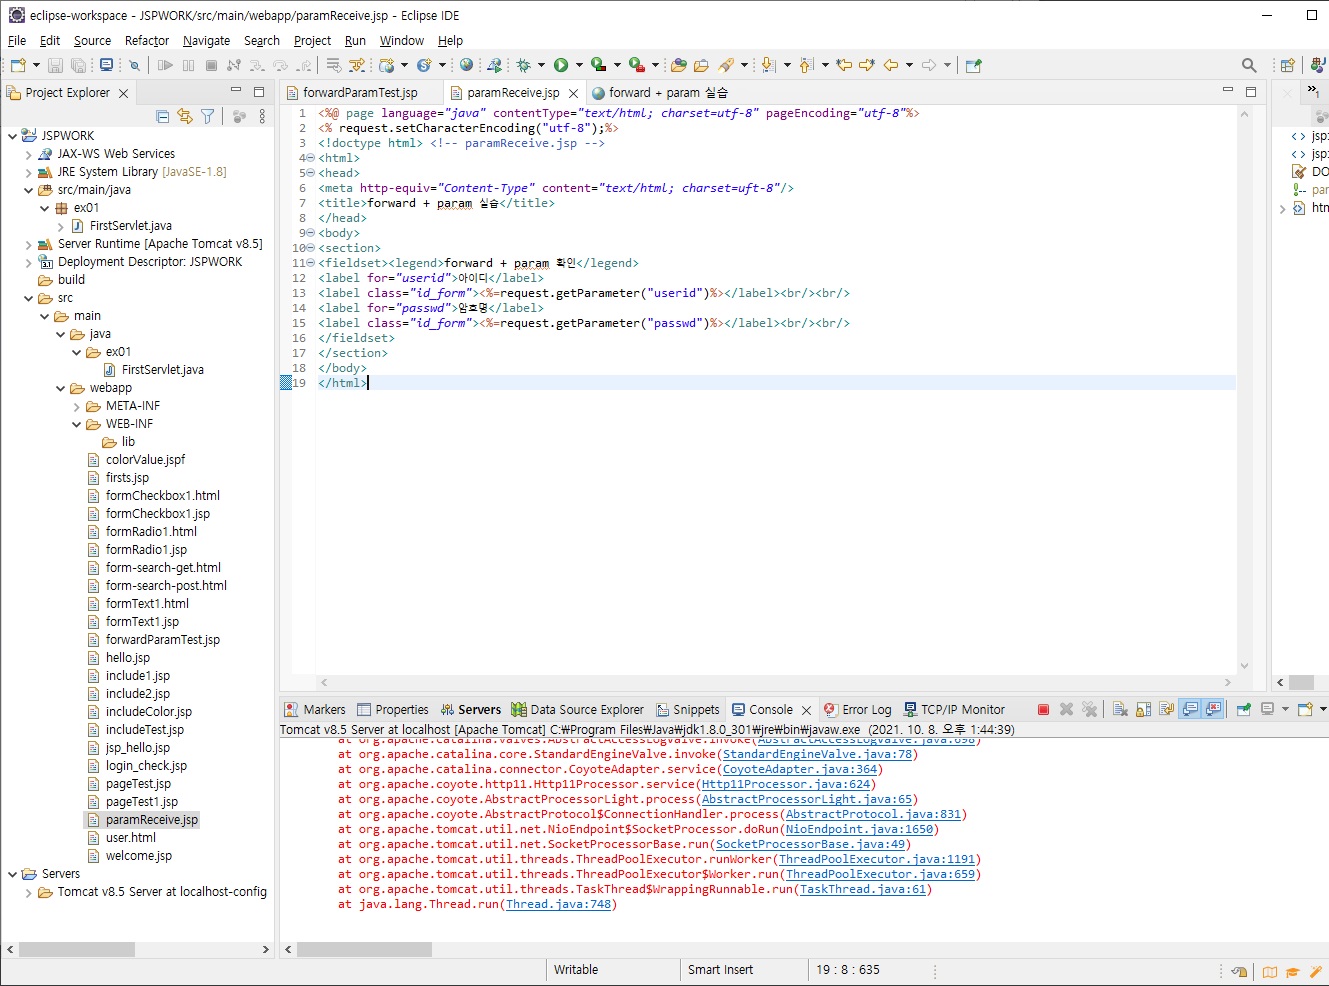 eclipse-workspace - JSPWORK/src/main/webapp/paramReceive.jsp - Eclipse IDE
File Edit Source Refactor Navigate Search Project Run Window Help
Project Explorer
JSPWORK
JAX-WS Web Services
JRE System Library [JavaSE-1.8]
src/main/java
ex01
FirstServlet.java
Server Runtime [Apache Tomcat v8.5]
Deployment Descriptor: JSPWORK
build
src
main
java
ex01
FirstServlet.java
webapp
META-INF
WEB-INF
lib
colorValue.jspf
firsts.jsp
formCheckbox1.html
formCheckbox1.jsp
formRadio1.html
formRadio1.jsp
form-search-get.html
form-search-post.html
formText1.html
formText1.jsp
forwardParamTest.jsp
hello.jsp
include1.jsp
include2.jsp
includeColor.jsp
includeTest.jsp
jsp_hello.jsp
login_check.jsp
pageTest.jsp
pageTest1.jsp
paramReceive.jsp
user.html
welcome.jsp
Servers
Tomcat v8.5 Server at localhost-config
forwardParamTest.jsp paramReceive.jsp forward + param 실습
1 <%@ page language="java" contentType="text/html; charset=utf-8" pageEncoding="utf-8"%>
2 <% request.setCharacterEncoding("utf-8");%>
3 <!doctype html> <!-- paramReceive.jsp -->
4 <html>
5 <head>
6 <meta http-equiv="Content-Type" content="text/html; charset=uft-8"/>
7 <title>forward + param 실습</title>
8 </head>
9 <body>
10 <section>
11 <fieldset><legend>forward + param 확인</legend>
12 <label for="userid">아이디</label>
13 <label class="id_form"><%=request.getParameter("userid")%></label><br/><br/>
14 <label for="passwd">암호명</label>
15 <label class="id_form"><%=request.getParameter("passwd")%></label><br/><br/>
16 </fieldset>
17 </section>
18 </body>
19 </html>
»1
<> jsp:
<> jsp:
DO
par
htn
Markers Properties Servers Data Source Explorer Snippets Console Error Log TCP/IP Monitor
Tomcat v8.5 Server at localhost [Apache Tomcat] C:₩Program Files₩Java₩jdk1.8.0_301₩jre₩bin₩javaw.exe (2021. 10. 8. 오후 1:44:39)
at org.apache.catalina.valves.AbstractAccessLogValve.invoke(AbstractAccessLogValve.java:698)
at org.apache.catalina.core.StandardEngineValve.invoke(StandardEngineValve.java:78)
at org.apache.catalina.connector.CoyoteAdapter.service(CoyoteAdapter.java:364)
at org.apache.coyote.http11.Http11Processor.service(Http11Processor.java:624)
at org.apache.coyote.AbstractProcessorLight.process(AbstractProcessorLight.java:65)
at org.apache.coyote.AbstractProtocol$ConnectionHandler.process(AbstractProtocol.java:831)
at org.apache.tomcat.util.net.NioEndpoint$SocketProcessor.doRun(NioEndpoint.java:1650)
at org.apache.tomcat.util.net.SocketProcessorBase.run(SocketProcessorBase.java:49)
at org.apache.tomcat.util.threads.ThreadPoolExecutor.runWorker(ThreadPoolExecutor.java:1191)
at org.apache.tomcat.util.threads.ThreadPoolExecutor$Worker.run(ThreadPoolExecutor.java:659)
at org.apache.tomcat.util.threads.TaskThread$WrappingRunnable.run(TaskThread.java:61)
at java.lang.Thread.run(Thread.java:748)
Writable Smart Insert 19 : 8 : 635